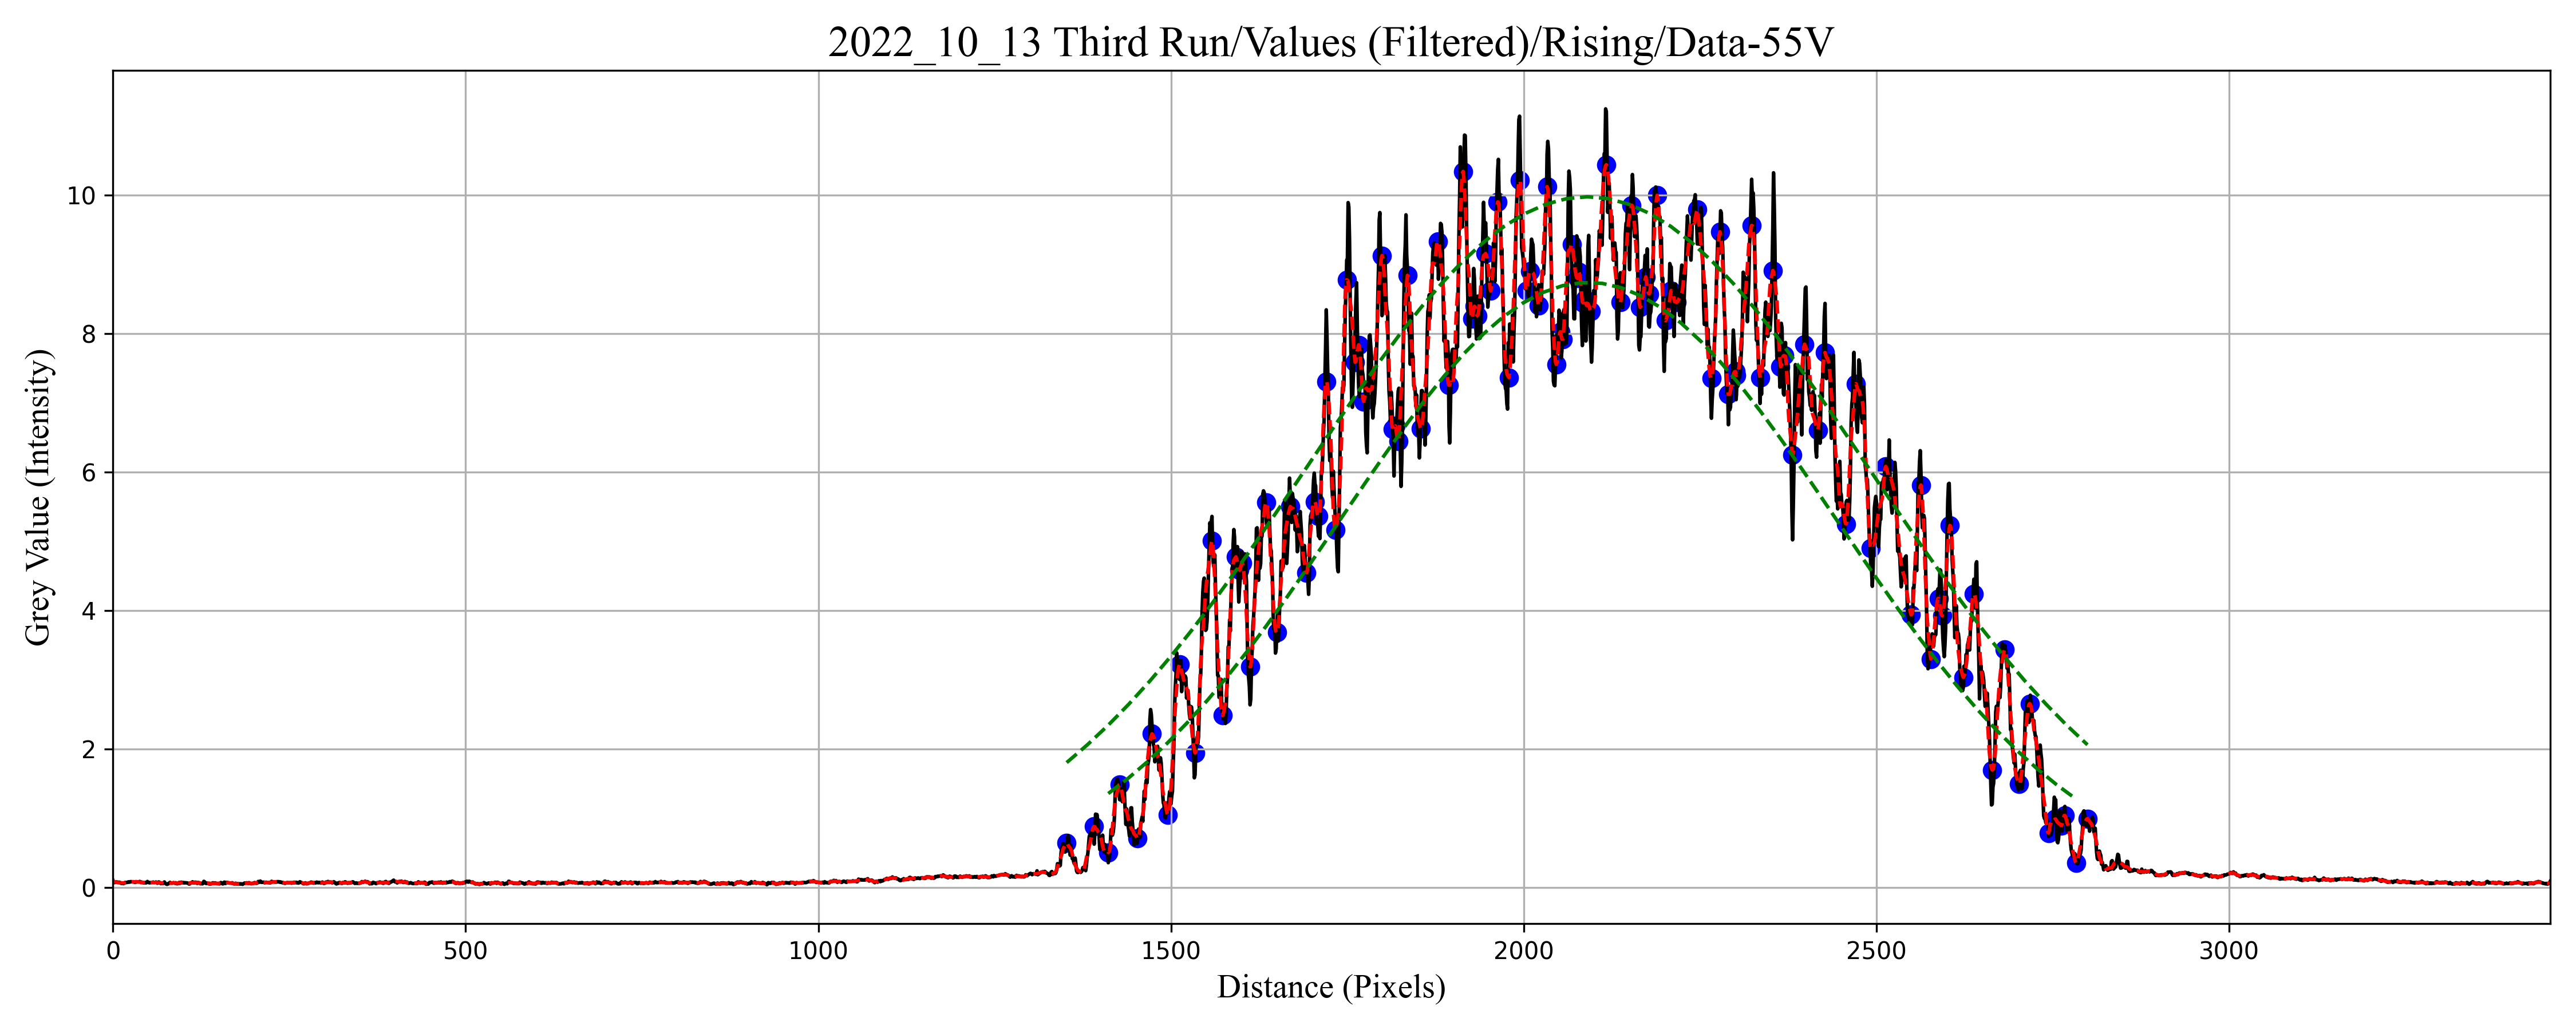 2022_10_13 Third Run/Values (Filtered)/Rising/Data-55V
Grey Value (Intensity)
10
8
6
4
2
0
0 500 1000 1500 2000 2500 3000
Distance (Pixels)